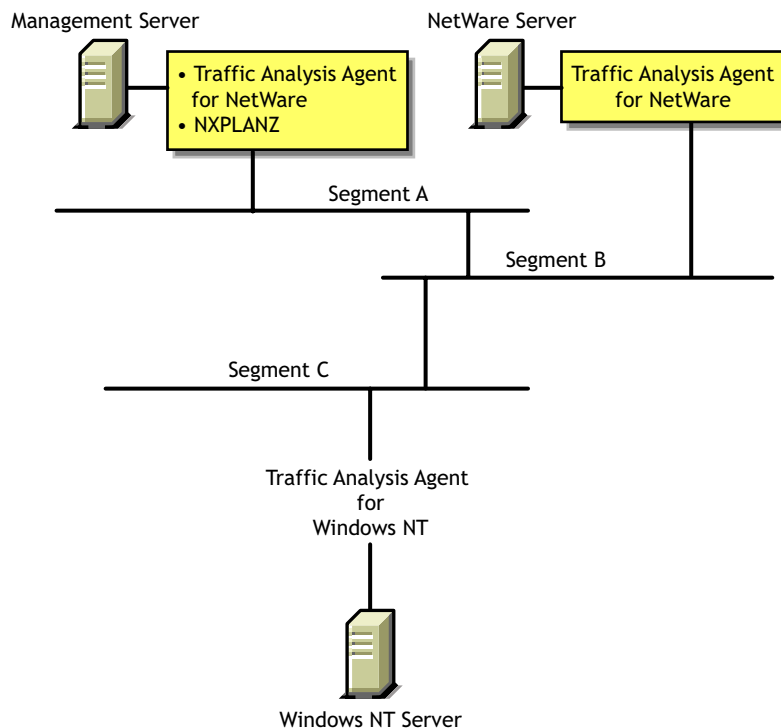 Management Server
NetWare Server
• Traffic Analysis Agent
for NetWare
• NXPLANZ
Traffic Analysis Agent
for NetWare
Segment A
Segment B
Segment C
Traffic Analysis Agent
for
Windows NT
Windows NT Server